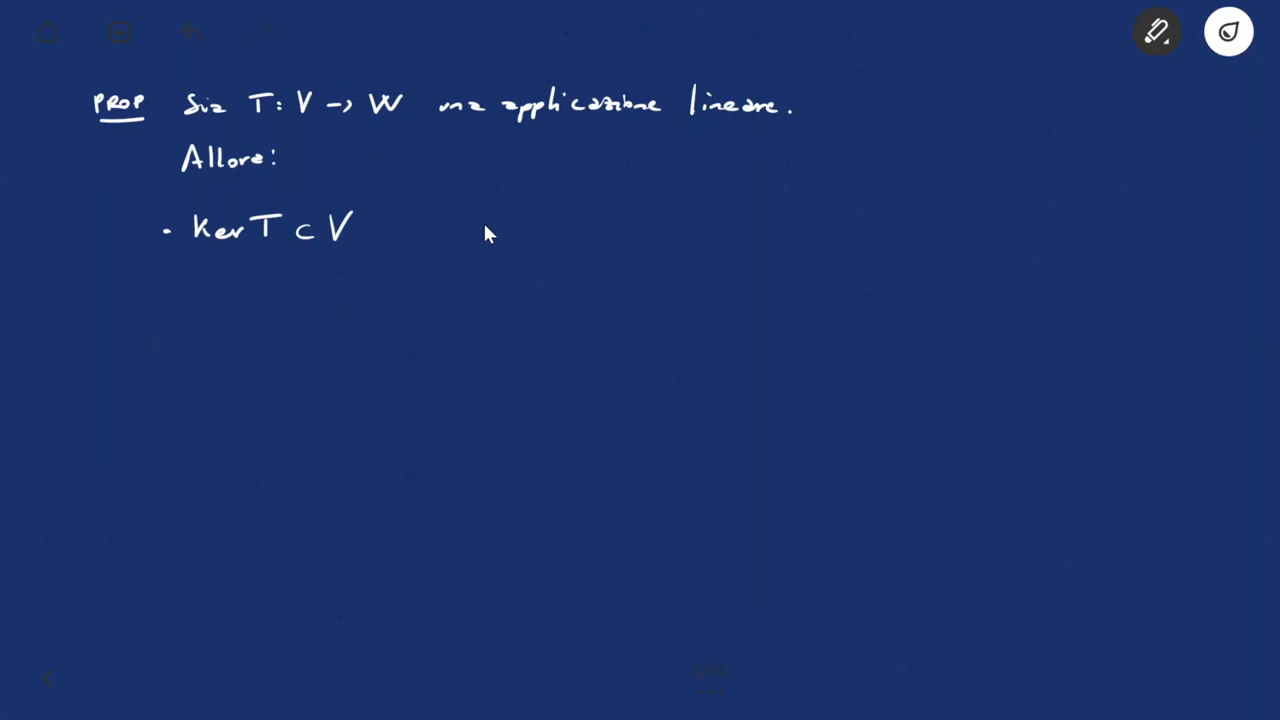 PROP Sia T: V → W una applicazione lineare.
Allora:
• Ker T ⊂ V